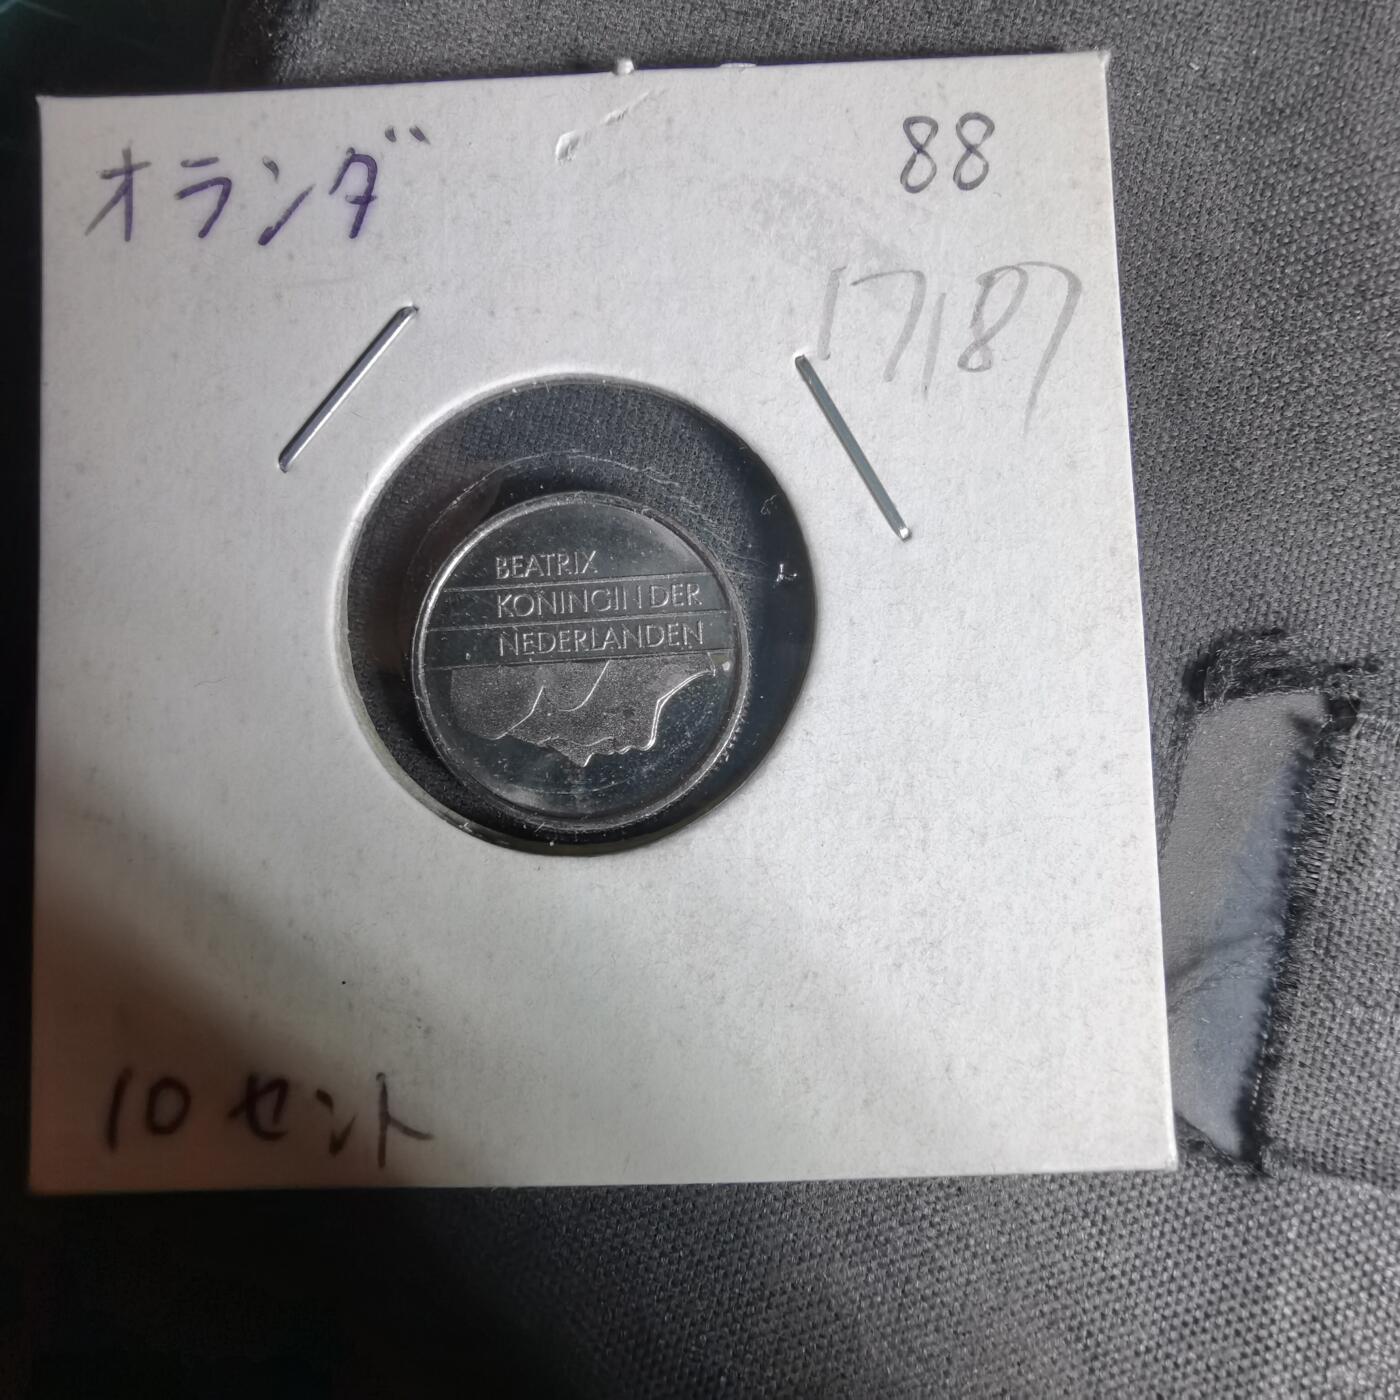 オランダ
88
17187
BEATRIX
KONINGIN DER
NEDERLANDEN
10セント